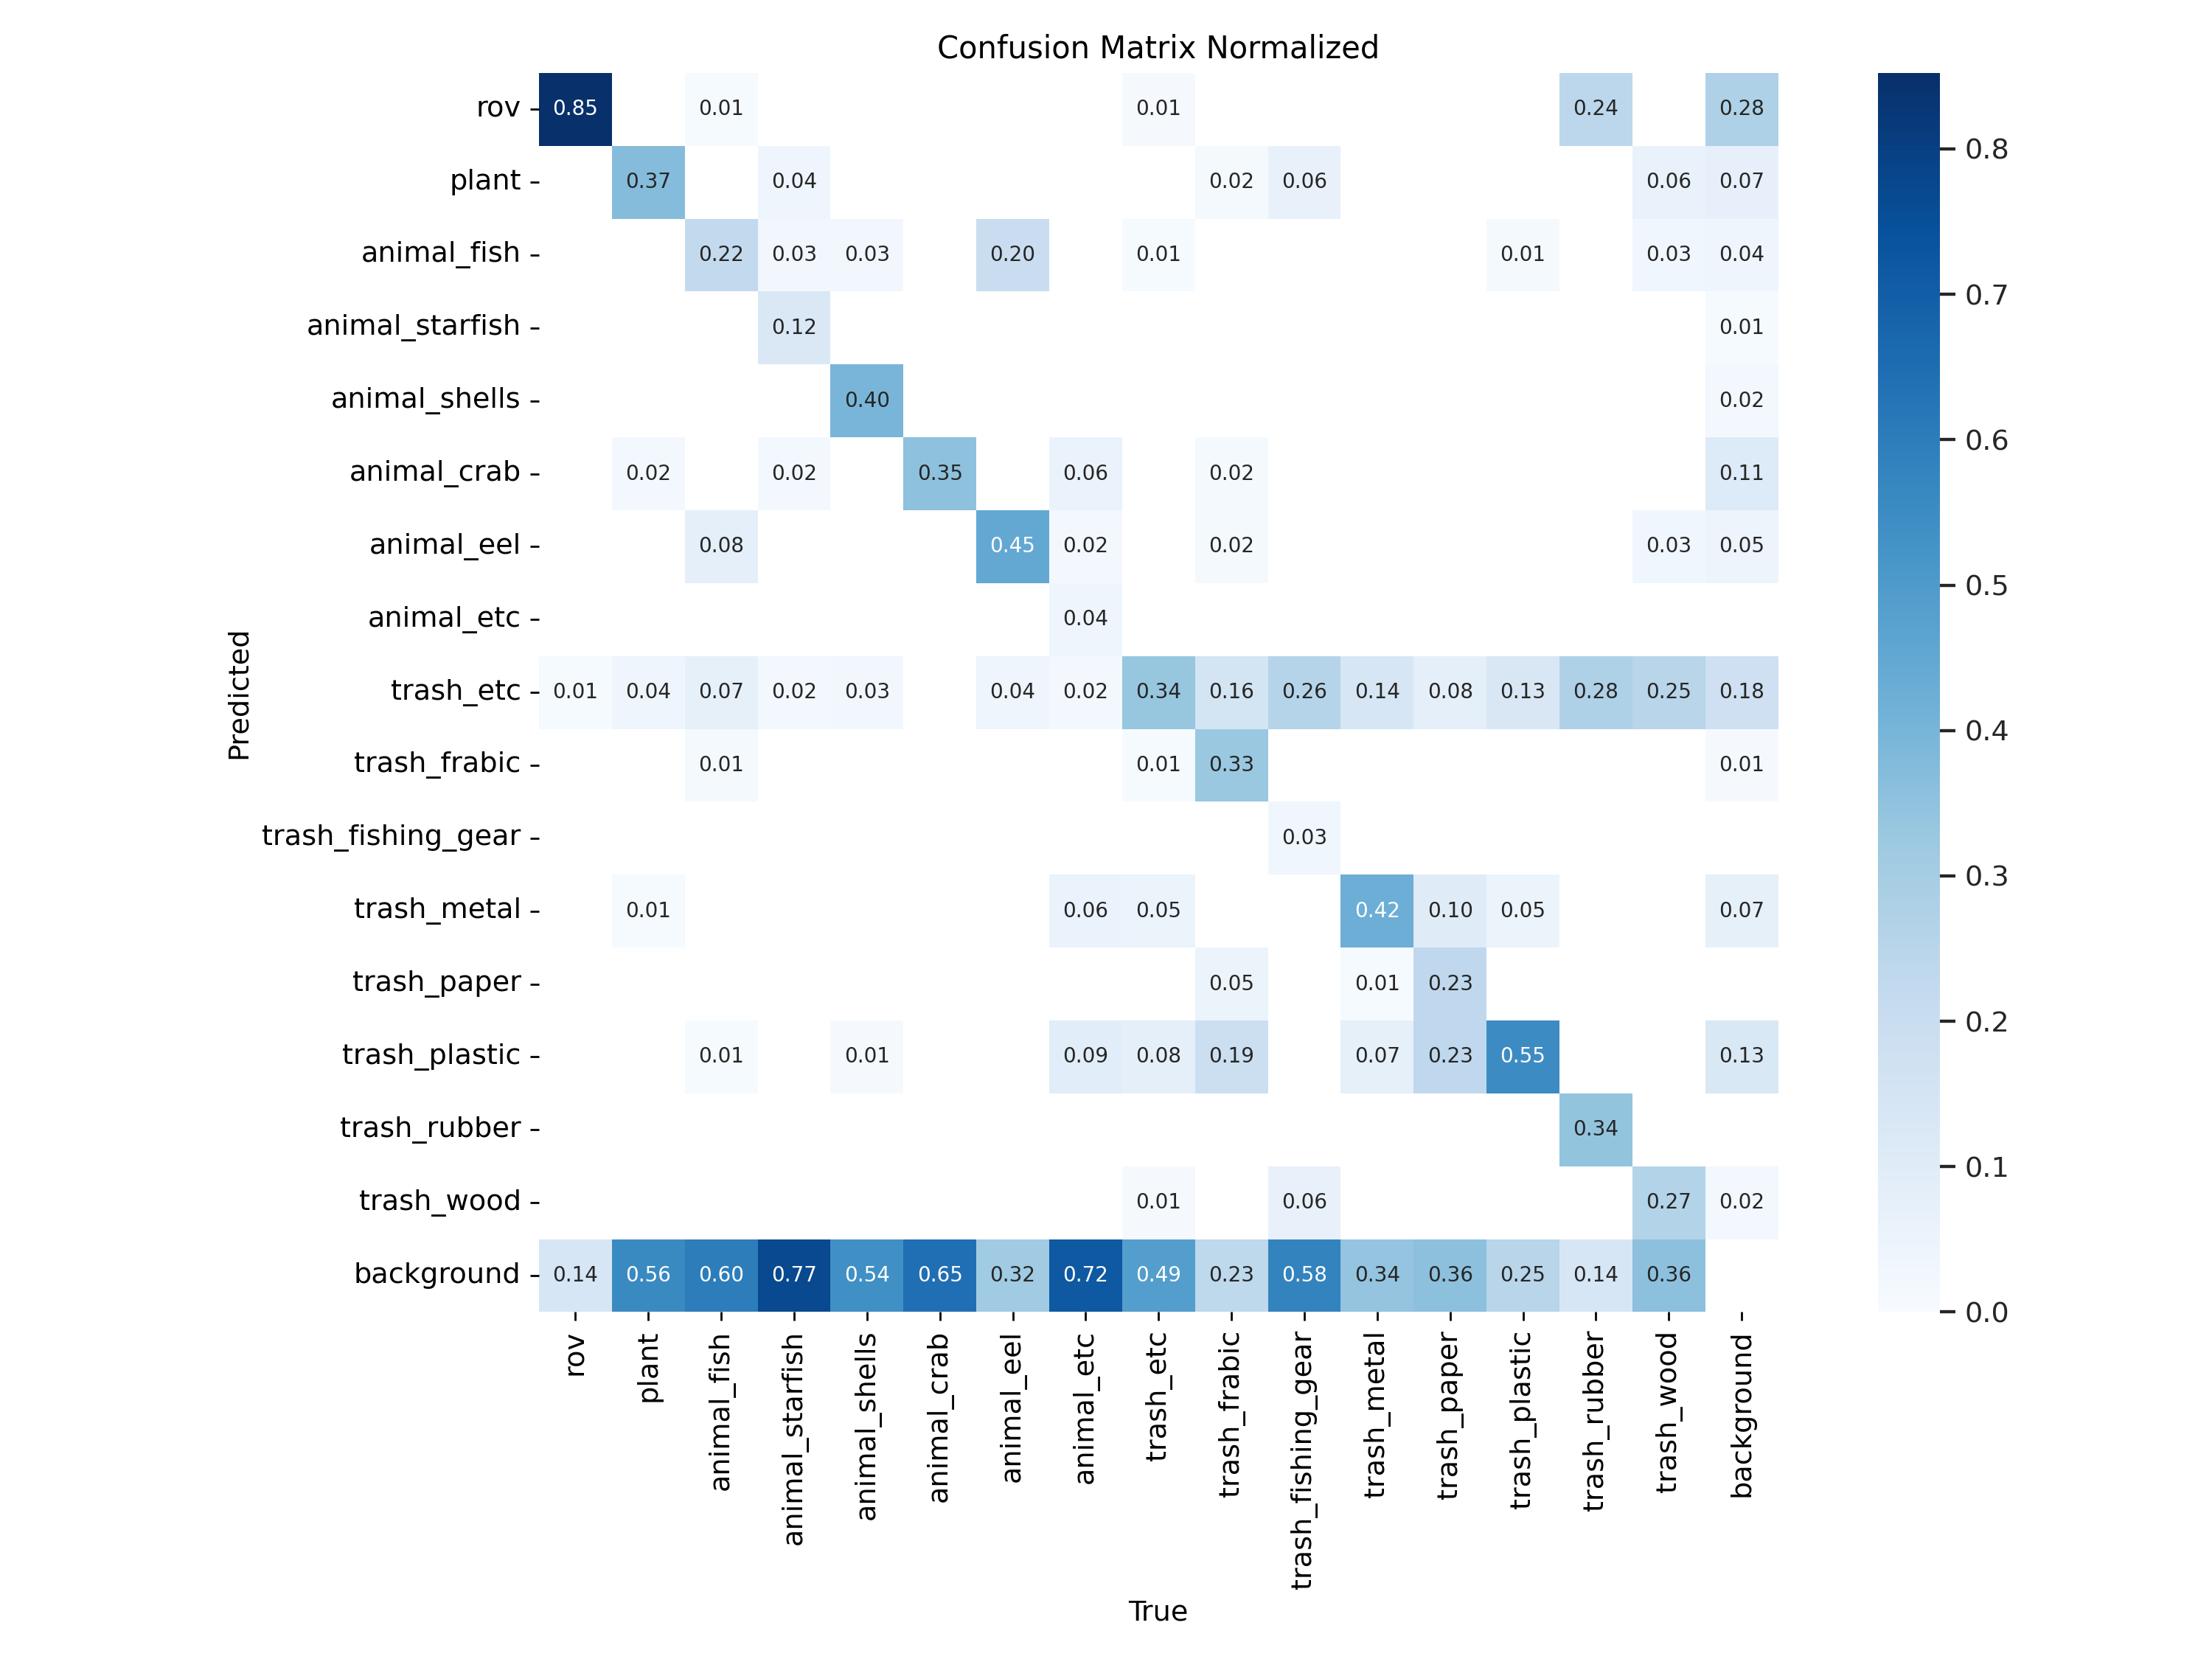 Confusion Matrix Normalized
rov 0.85 0.01 0.01 0.24 0.28
plant 0.37 0.04 0.02 0.06 0.06 0.07
animal_fish 0.22 0.03 0.03 0.20 0.01 0.01 0.03 0.04
animal_starfish 0.12 0.01
animal_shells 0.40 0.02
animal_crab 0.02 0.02 0.35 0.06 0.02 0.11
animal_eel 0.08 0.45 0.02 0.02 0.03 0.05
animal_etc 0.04
trash_etc 0.01 0.04 0.07 0.02 0.03 0.04 0.02 0.34 0.16 0.26 0.14 0.08 0.13 0.28 0.25 0.18
trash_frabic 0.01 0.01 0.33 0.01
trash_fishing_gear 0.03
trash_metal 0.01 0.06 0.05 0.42 0.10 0.05 0.07
trash_paper 0.05 0.01 0.23
trash_plastic 0.01 0.01 0.09 0.08 0.19 0.07 0.23 0.55 0.13
trash_rubber 0.34
trash_wood 0.01 0.06 0.27 0.02
background 0.14 0.56 0.60 0.77 0.54 0.65 0.32 0.72 0.49 0.23 0.58 0.34 0.36 0.25 0.14 0.36
Predicted
rov
plant
animal_fish
animal_starfish
animal_shells
animal_crab
animal_eel
animal_etc
trash_etc
trash_frabic
trash_fishing_gear
trash_metal
trash_paper
trash_plastic
trash_rubber
trash_wood
background
True
0.8
0.7
0.6
0.5
0.4
0.3
0.2
0.1
0.0